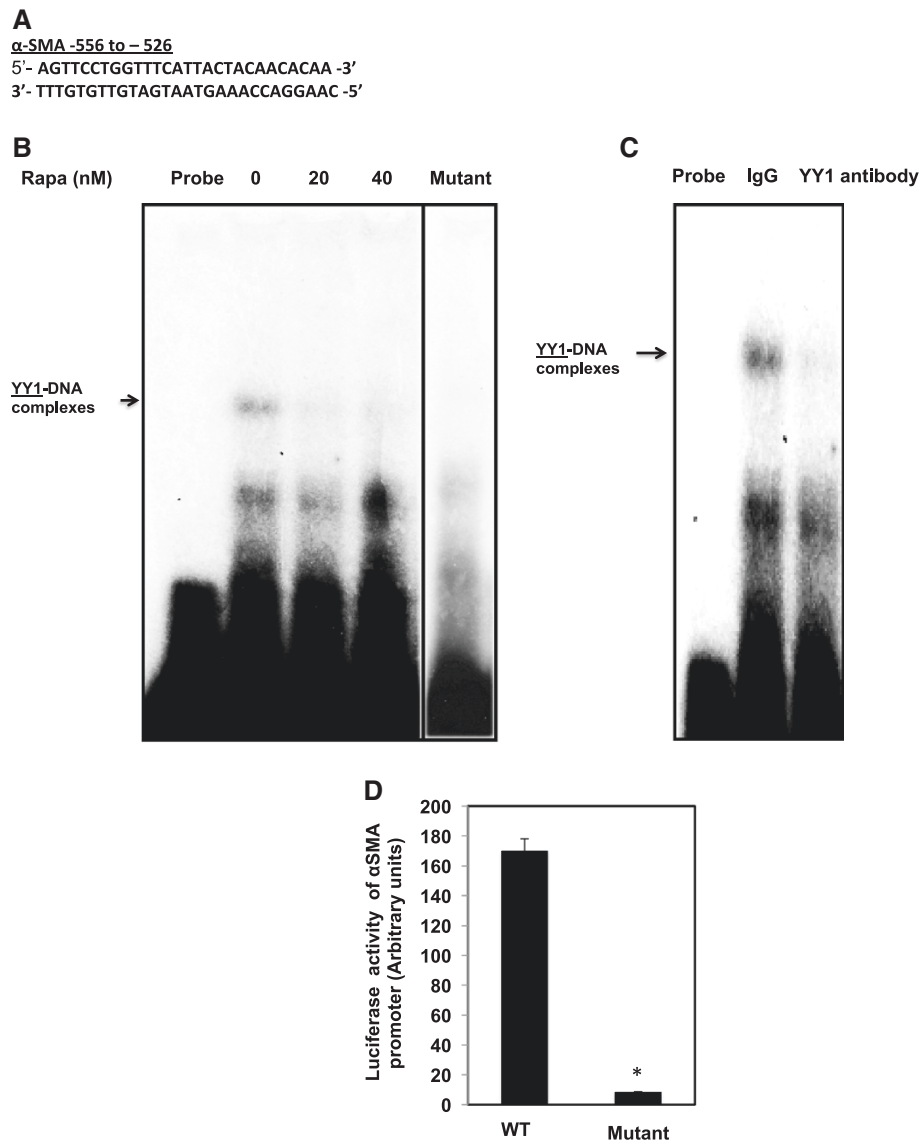 A
α-SMA -556 to – 526
5'- AGTTCCTGGTTTCATTACTACAACACAA -3'
3'- TTTGTGTTGTAGTAATGAAACCAGGAAC -5'
B
Rapa (nM) Probe 0 20 40 Mutant
YY1-DNA
complexes
C
Probe IgG YY1 antibody
YY1-DNA
complexes
D
Luciferase activity of αSMA
promoter (Arbitrary units)
200
180
160
140
120
100
80
60
40
20
0
*
WT Mutant